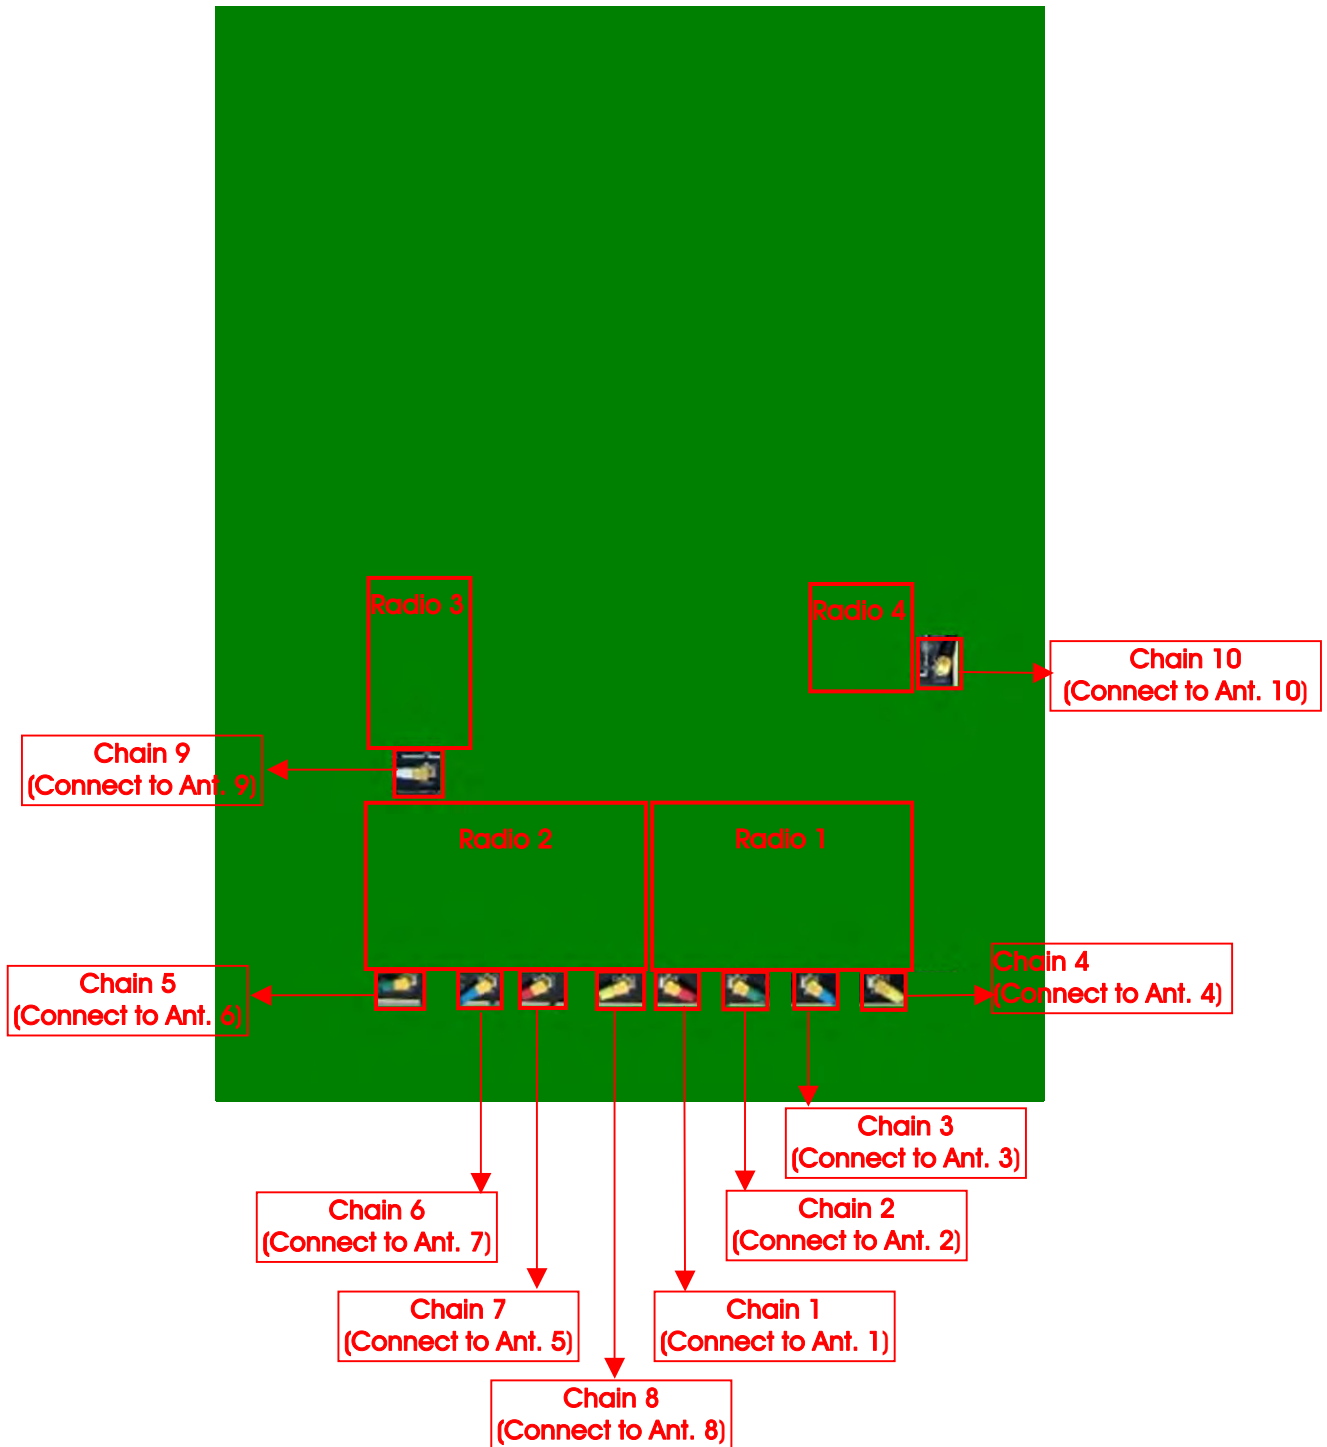 Radio 3
Radio 4
Chain 10
(Connect to Ant. 10)
Chain 9
(Connect to Ant. 9)
Radio 2
Radio 1
Chain 5
(Connect to Ant. 6)
Chain 4
(Connect to Ant. 4)
Chain 3
(Connect to Ant. 3)
Chain 6
(Connect to Ant. 7)
Chain 2
(Connect to Ant. 2)
Chain 7
(Connect to Ant. 5)
Chain 1
(Connect to Ant. 1)
Chain 8
(Connect to Ant. 8)